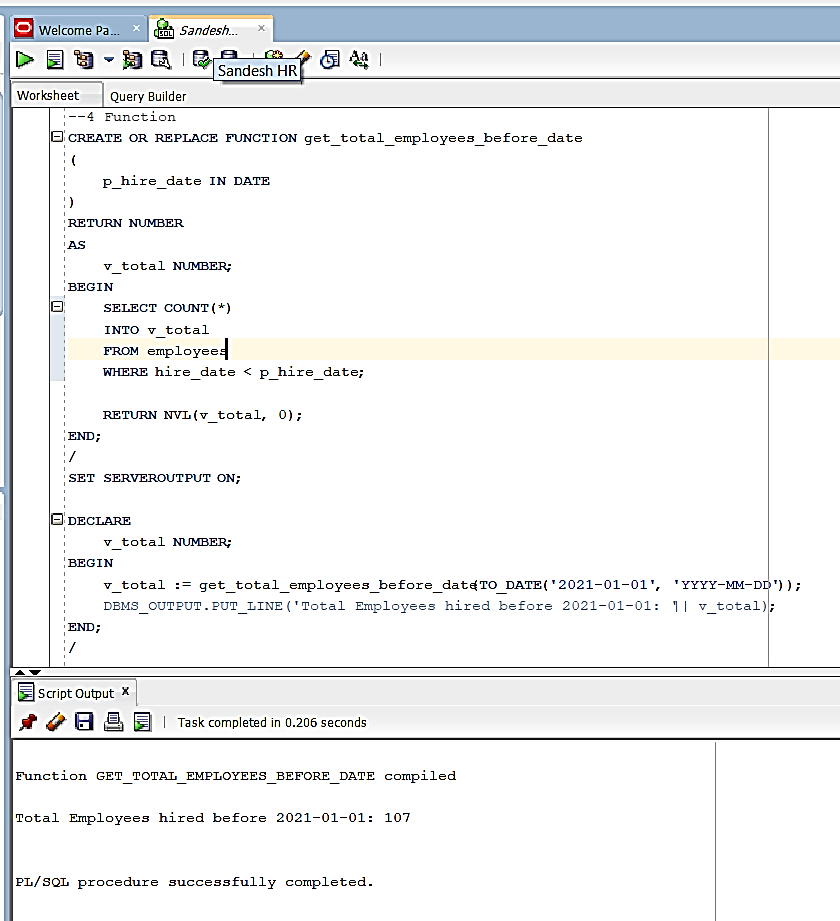 Welcome Pa...
Sandesh...
Sandesh HR
Worksheet
Query Builder
--4 Function
CREATE OR REPLACE FUNCTION get_total_employees_before_date
(
p_hire_date IN DATE
)
RETURN NUMBER
AS
v_total NUMBER;
BEGIN
SELECT COUNT(*)
INTO v_total
FROM employees
WHERE hire_date < p_hire_date;
RETURN NVL(v_total, 0);
END;
/
SET SERVEROUTPUT ON;
DECLARE
v_total NUMBER;
BEGIN
v_total := get_total_employees_before_date(TO_DATE('2021-01-01', 'YYYY-MM-DD'));
DBMS_OUTPUT.PUT_LINE('Total Employees hired before 2021-01-01: '|| v_total);
END;
/
Script Output
Task completed in 0.206 seconds
Function GET_TOTAL_EMPLOYEES_BEFORE_DATE compiled
Total Employees hired before 2021-01-01: 107
PL/SQL procedure successfully completed.